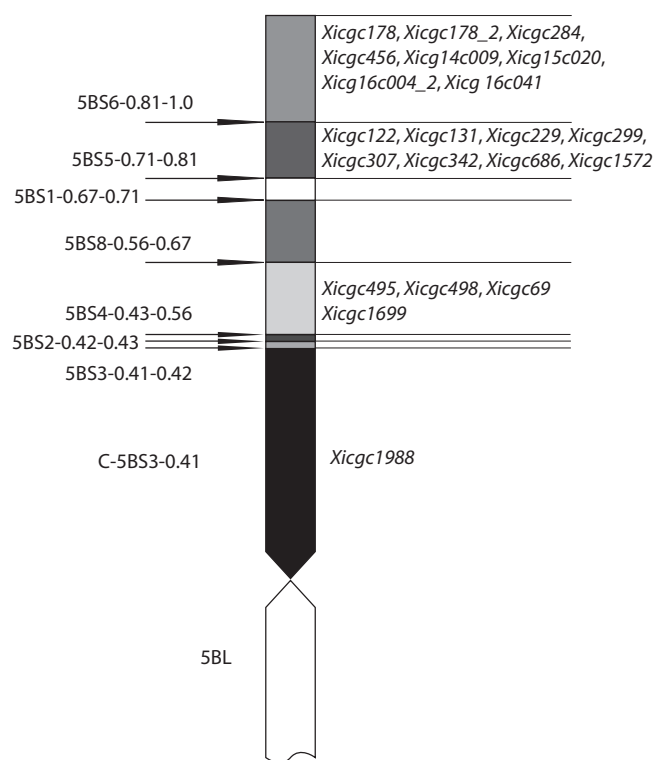 Xicgc178, Xicgc178_2, Xicgc284,
Xicgc456, Xicg14c009, Xicg15c020,
Xicg16c004_2, Xicg 16c041
5BS6-0.81-1.0
Xicgc122, Xicgc131, Xicgc229, Xicgc299,
Xicgc307, Xicgc342, Xicgc686, Xicgc1572
5BS5-0.71-0.81
5BS1-0.67-0.71
5BS8-0.56-0.67
Xicgc495, Xicgc498, Xicgc69
Xicgc1699
5BS4-0.43-0.56
5BS2-0.42-0.43
5BS3-0.41-0.42
C-5BS3-0.41
Xicgc1988
5BL